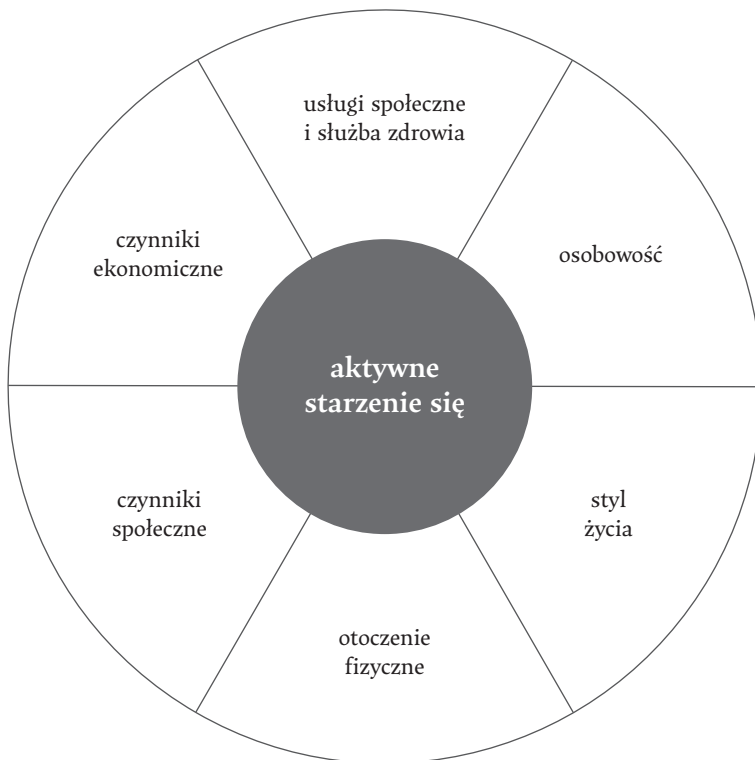 usługi społeczne
i służba zdrowia
osobowość
styl
życia
otoczenie
fizyczne
czynniki
społeczne
czynniki
ekonomiczne
aktywne
starzenie się